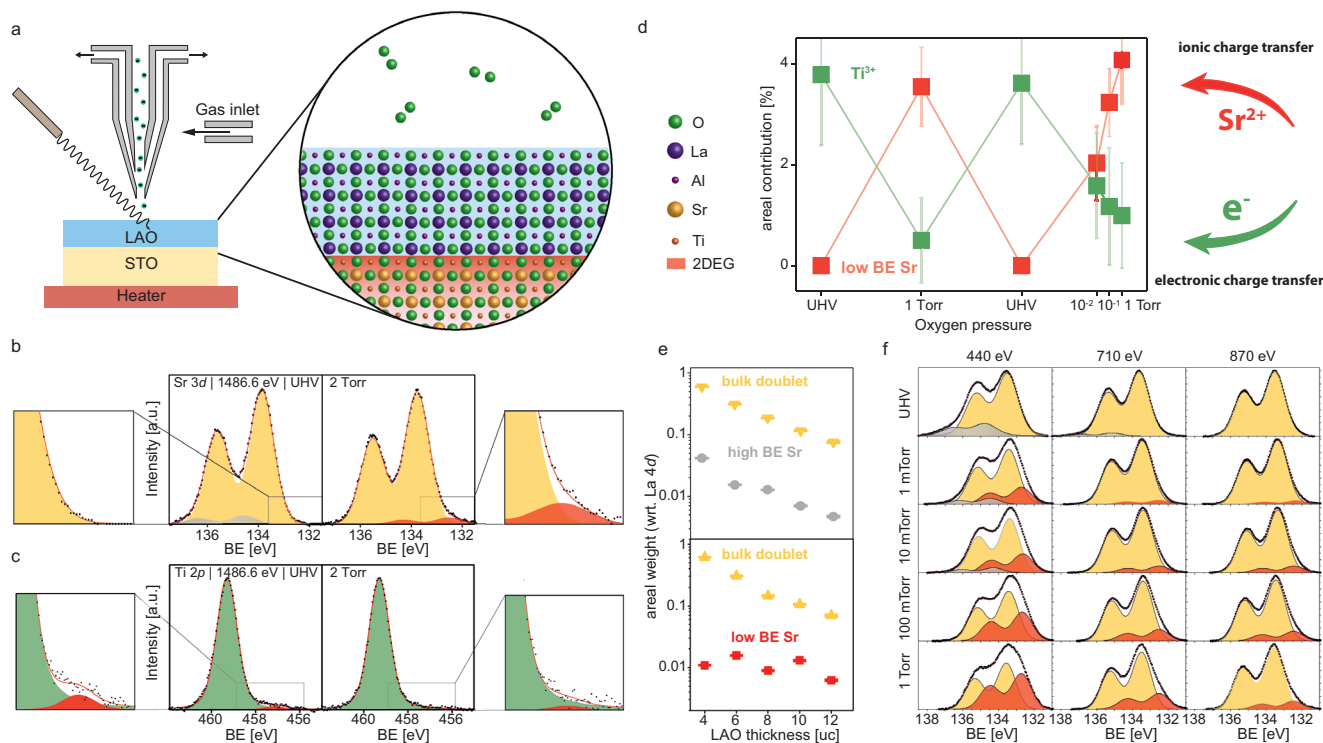 a
Gas inlet
LAO
STO
Heater
O
La
Al
Sr
Ti
2DEG
b
Sr 3d | 1486.6 eV | UHV
2 Torr
Intensity [a.u.]
136 134 132 136 134 132
BE [eV] BE [eV]
c
Ti 2p | 1486.6 eV | UHV
2 Torr
Intensity [a.u.]
460 458 456 460 458 456
BE [eV] BE [eV]
d
areal contribution [%]
4
2
0
Ti³⁺
low BE Sr
UHV 1 Torr UHV 10⁻² 10⁻¹ 1 Torr
Oxygen pressure
ionic charge transfer
Sr²⁺
e⁻
electronic charge transfer
e
areal weight (wrt. La 4d)
1
0.1
0.01
bulk doublet
high BE Sr
1
0.1
0.01
bulk doublet
low BE Sr
4 6 8 10 12
LAO thickness [uc]
f
440 eV 710 eV 870 eV
UHV
1 mTorr
10 mTorr
100 mTorr
1 Torr
138 136 134 132 136 134 132 136 134 132
BE [eV] BE [eV] BE [eV]